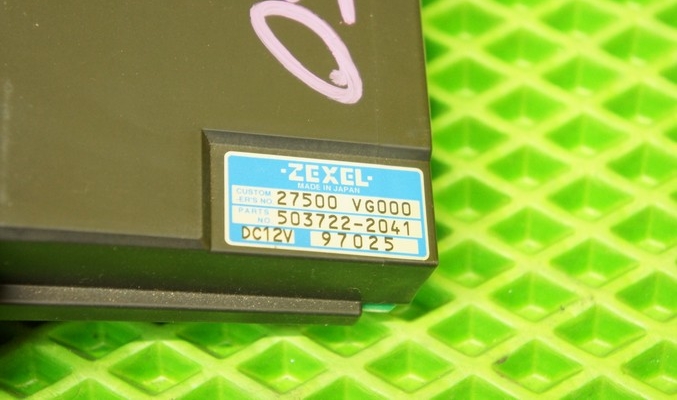 ·ZEXEL·
MADE IN JAPAN
CUSTOM
ER'S NO. 27500 VG000
PARTS
NO. 503722-2041
DC12V 97025